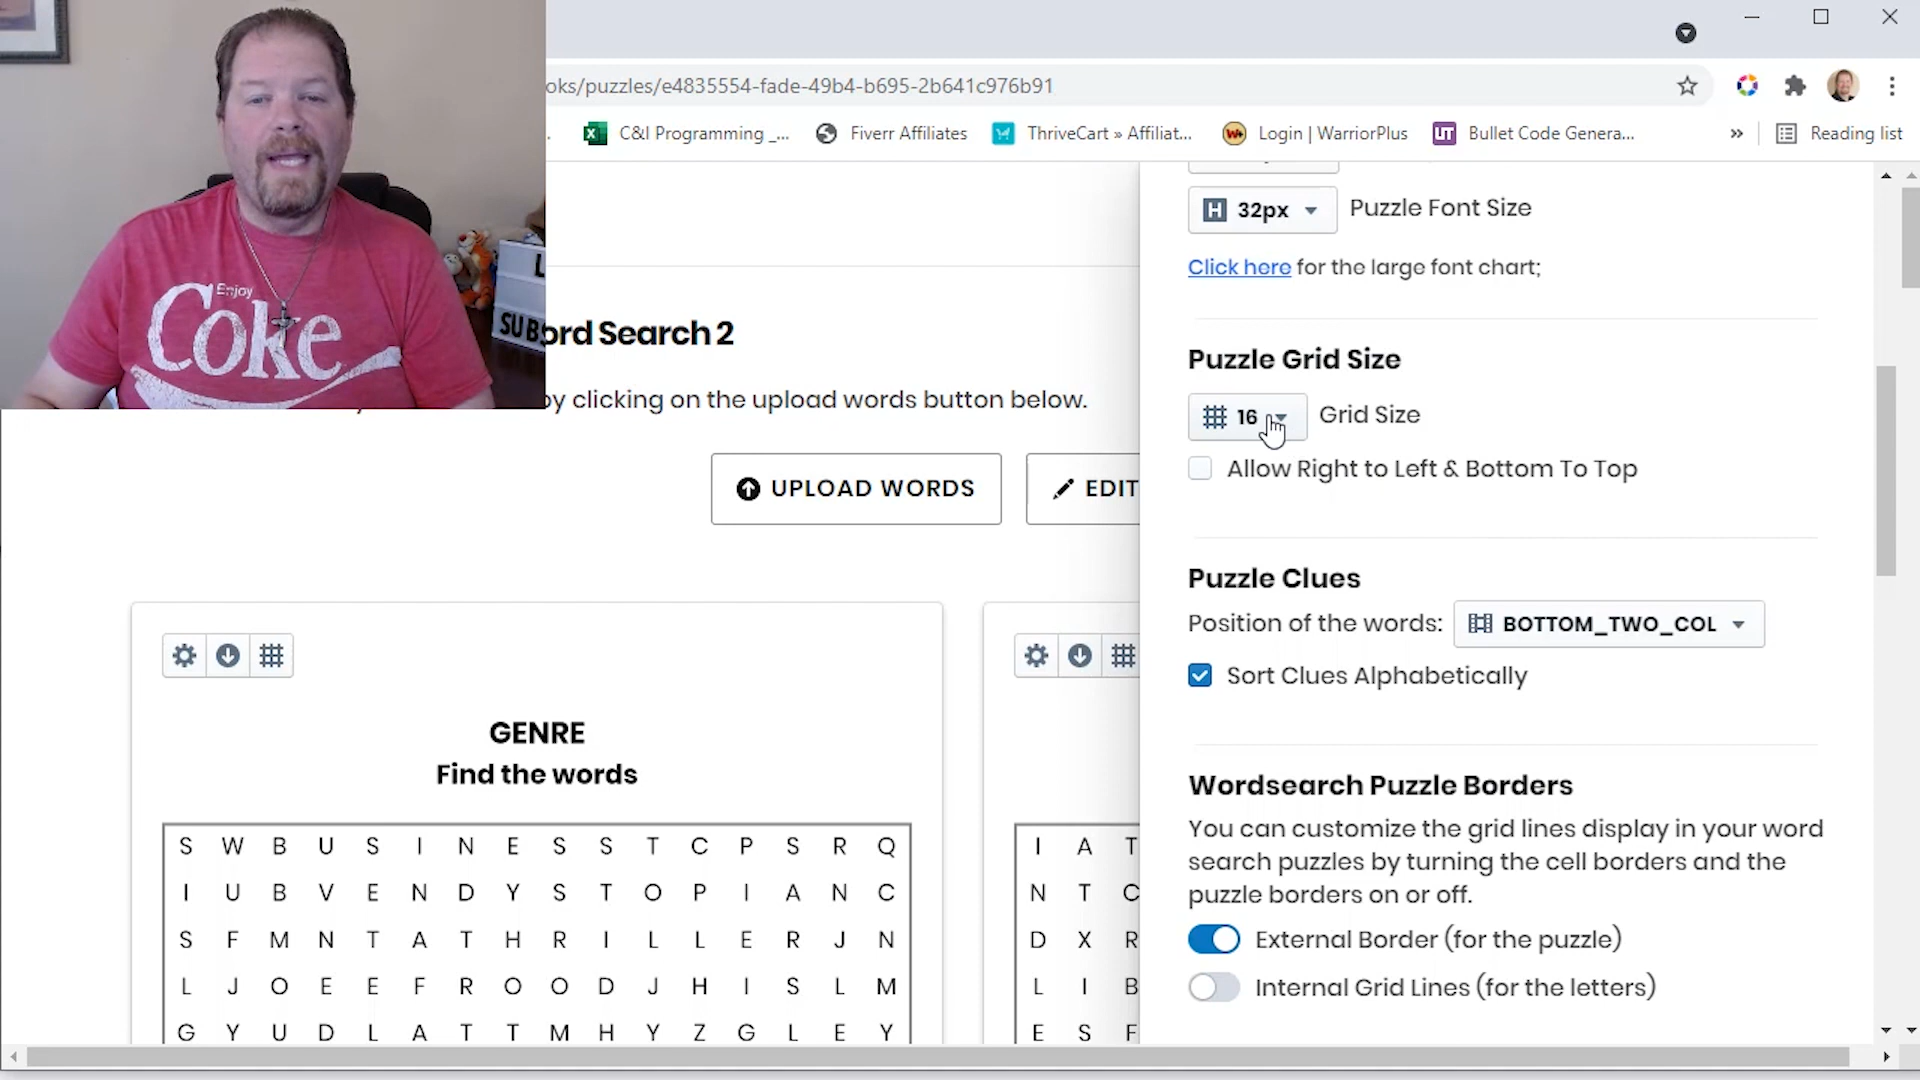 oks/puzzles/e4835554-fade-49b4-b695-2b641c976b91
C&I Programming _...
Fiverr Affiliates
ThriveCart » Affiliat...
Login | WarriorPlus
Bullet Code Genera...
»
Reading list
Enjoy
Coke
L
SUB
ord Search 2
by clicking on the upload words button below.
UPLOAD WORDS
EDIT
GENRE
Find the words
S W B U S I N E S S T C P S R Q
I U B V E N D Y S T O P I A N C
S F M N T A T H R I L L E R J N
L J O E E F R O O D J H I S L M
G Y U D L A T T M H Y Z G L E Y
I A T
N T C
D X R
L I B
E S F
32px
Puzzle Font Size
Click here for the large font chart;
Puzzle Grid Size
16
Grid Size
Allow Right to Left & Bottom To Top
Puzzle Clues
Position of the words:
BOTTOM_TWO_COL
Sort Clues Alphabetically
Wordsearch Puzzle Borders
You can customize the grid lines display in your word
search puzzles by turning the cell borders and the
puzzle borders on or off.
External Border (for the puzzle)
Internal Grid Lines (for the letters)